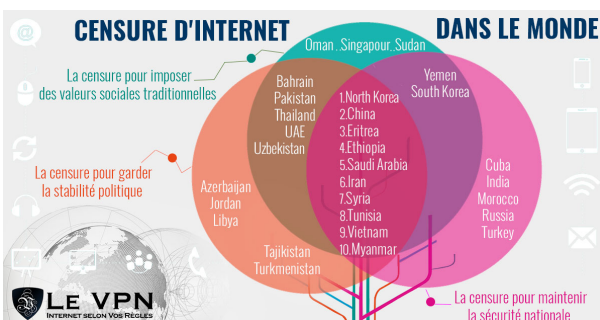 CENSURE D'INTERNET
DANS LE MONDE
Oman ..Singapour..Sudan
La censure pour imposer
des valeurs sociales traditionnelles
Bahrain
Pakistan
Thailand
UAE
Uzbekistan
Yemen
South Korea
1.North Korea
2.China
3.Eritrea
4.Ethiopia
5.Saudi Arabia
6.Iran
7.Syria
8.Tunisia
9.Vietnam
10.Myanmar
La censure pour garder
la stabilité politique
Azerbaijan
Jordan
Libya
Cuba
India
Morocco
Russia
Turkey
Tajikistan
Turkmenistan
La censure pour maintenir
la sécurité nationale
LE VPN
INTERNET SELON VOS RÈGLES